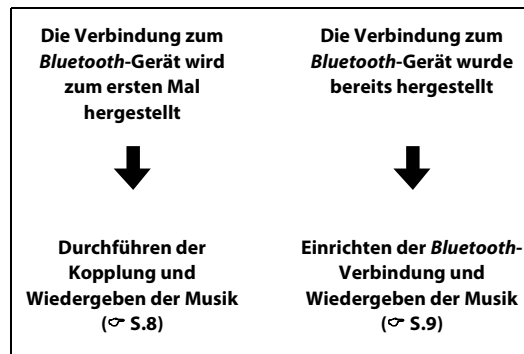 Die Verbindung zum
Bluetooth-Gerät wird
zum ersten Mal
hergestellt
Durchführen der
Kopplung und
Wiedergeben der Musik
(☞ S.8)
Die Verbindung zum
Bluetooth-Gerät wurde
bereits hergestellt
Einrichten der Bluetooth-
Verbindung und
Wiedergeben der Musik
(☞ S.9)